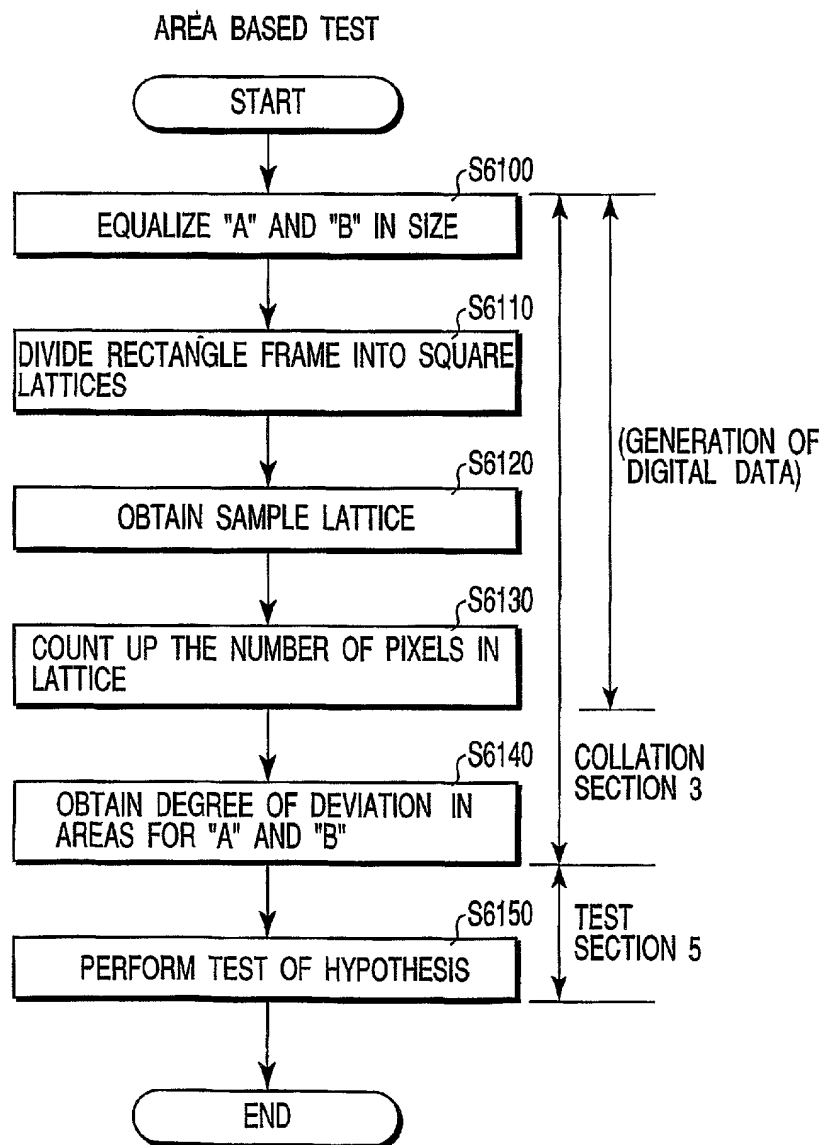 AREA BASED TEST
START
S6100
EQUALIZE "A" AND "B" IN SIZE
S6110
DIVIDE RECTANGLE FRAME INTO SQUARE
LATTICES
(GENERATION OF
DIGITAL DATA)
S6120
OBTAIN SAMPLE LATTICE
S6130
COUNT UP THE NUMBER OF PIXELS IN
LATTICE
S6140
OBTAIN DEGREE OF DEVIATION IN
AREAS FOR "A" AND "B"
COLLATION
SECTION 3
S6150
PERFORM TEST OF HYPOTHESIS
TEST
SECTION 5
END